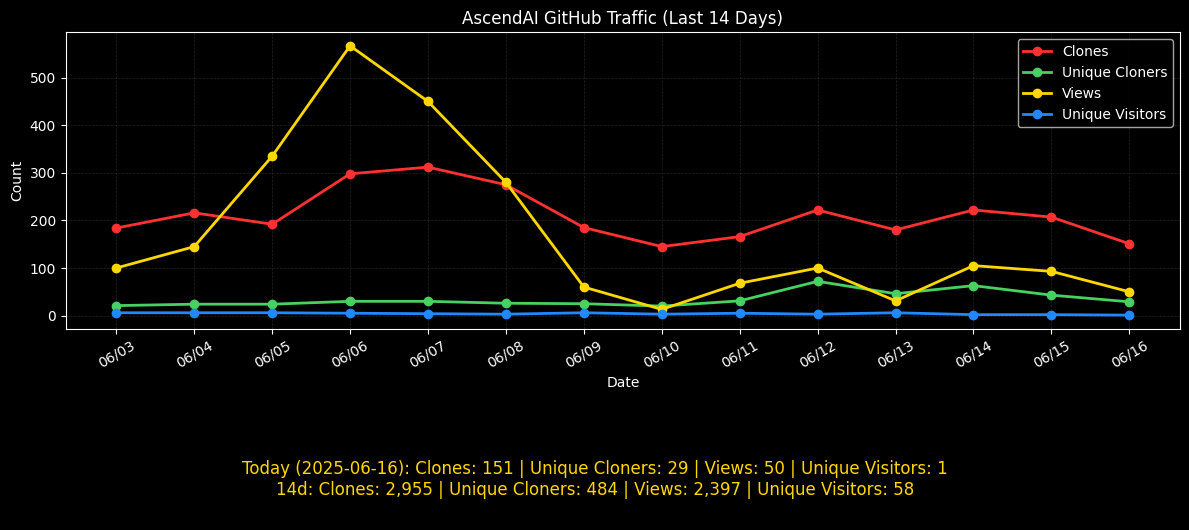 AscendAI GitHub Traffic (Last 14 Days)
Clones
Unique Cloners
Views
Unique Visitors
Count
500
400
300
200
100
0
06/03
06/04
06/05
06/06
06/07
06/08
06/09
06/10
06/11
06/12
06/13
06/14
06/15
06/16
Date
Today (2025-06-16): Clones: 151 | Unique Cloners: 29 | Views: 50 | Unique Visitors: 1
14d: Clones: 2,955 | Unique Cloners: 484 | Views: 2,397 | Unique Visitors: 58